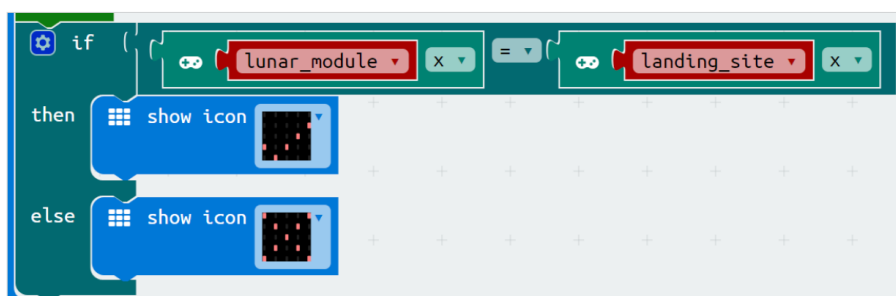 if lunar_module x = landing_site x
then show icon
else show icon